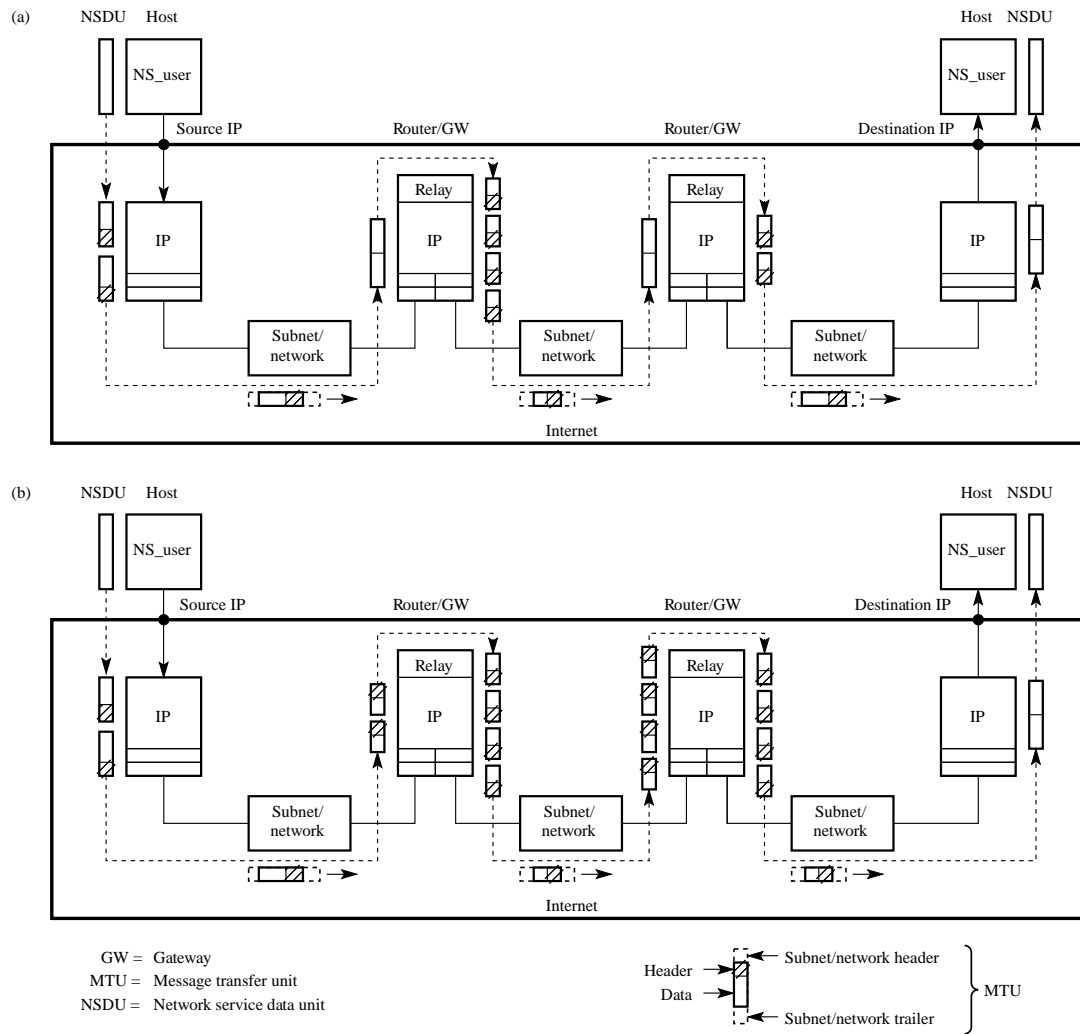 (a) NSDU Host Host NSDU
NS_user NS_user
Source IP Router/GW Router/GW Destination IP
Relay Relay
IP IP IP IP
Subnet/ Subnet/ Subnet/
network network network
Internet
(b) NSDU Host Host NSDU
NS_user NS_user
Source IP Router/GW Router/GW Destination IP
Relay Relay
IP IP IP IP
Subnet/ Subnet/ Subnet/
network network network
Internet
GW = Gateway
MTU = Message transfer unit
NSDU = Network service data unit
Subnet/network header
Header
Data
MTU
Subnet/network trailer